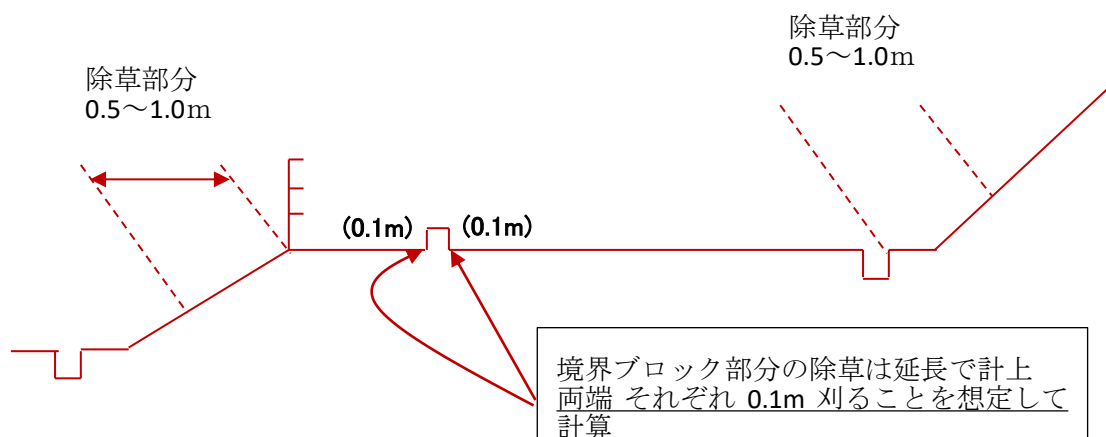 除草部分
0.5～1.0ｍ
除草部分
0.5～1.0ｍ
（0.1m）
（0.1m）
境界ブロック部分の除草は延長で計上
両端 それぞれ 0.1m 刈ることを想定して
計算